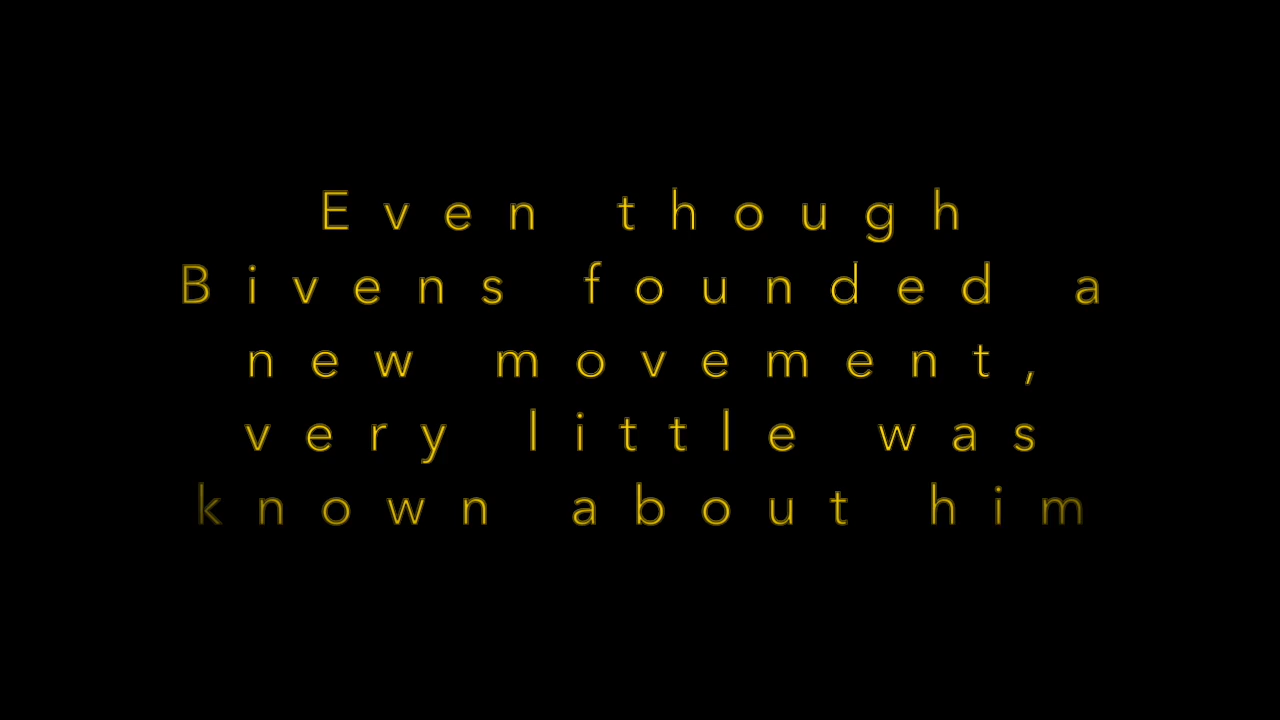 Even though
Bivens founded a
new movement,
very little was
known about him